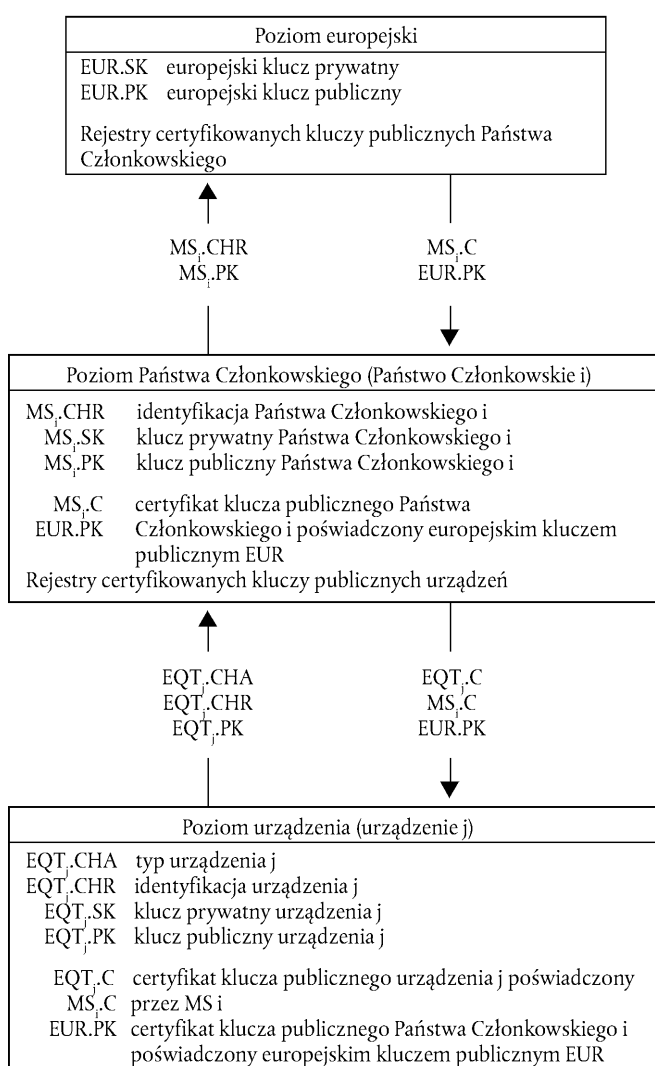 Poziom europejski
EUR.SK europejski klucz prywatny
EUR.PK europejski klucz publiczny
Rejestry certyfikowanych kluczy publicznych Państwa
Członkowskiego
MSi.CHR
MSi.PK
MSi.C
EUR.PK
Poziom Państwa Członkowskiego (Państwo Członkowskie i)
MSi.CHR identyfikacja Państwa Członkowskiego i
MSi.SK klucz prywatny Państwa Członkowskiego i
MSi.PK klucz publiczny Państwa Członkowskiego i
MSi.C certyfikat klucza publicznego Państwa
EUR.PK Członkowskiego i poświadczony europejskim kluczem
publicznym EUR
Rejestry certyfikowanych kluczy publicznych urządzeń
EQTj.CHA
EQTj.CHR
EQTj.PK
EQTj.C
MSi.C
EUR.PK
Poziom urządzenia (urządzenie j)
EQTj.CHA typ urządzenia j
EQTj.CHR identyfikacja urządzenia j
EQTj.SK klucz prywatny urządzenia j
EQTj.PK klucz publiczny urządzenia j
EQTj.C certyfikat klucza publicznego urządzenia j poświadczony
MSi.C przez MS i
EUR.PK certyfikat klucza publicznego Państwa Członkowskiego i
poświadczony europejskim kluczem publicznym EUR